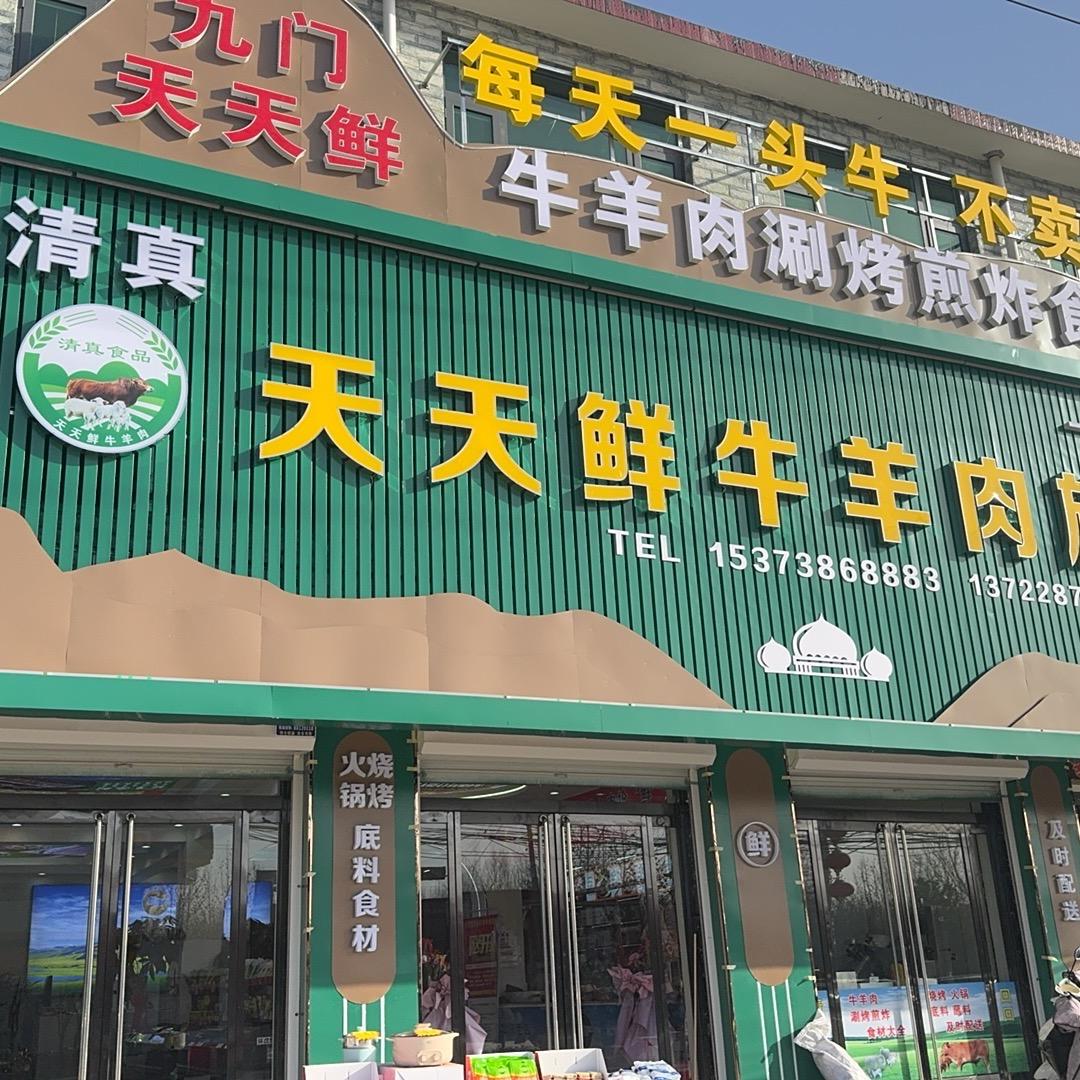 九门
天天鲜
每天一头牛 不卖
牛羊肉涮烤煎炸食
清真
清真食品
天天鲜牛羊肉
天天鲜牛羊肉
TEL 15373868883 1372287
火锅
烧烤
底料食材
鲜
及时配送
牛羊肉
涮烤煎炸
食材大全
烧烤 火锅
底料 蘸料
及时配送